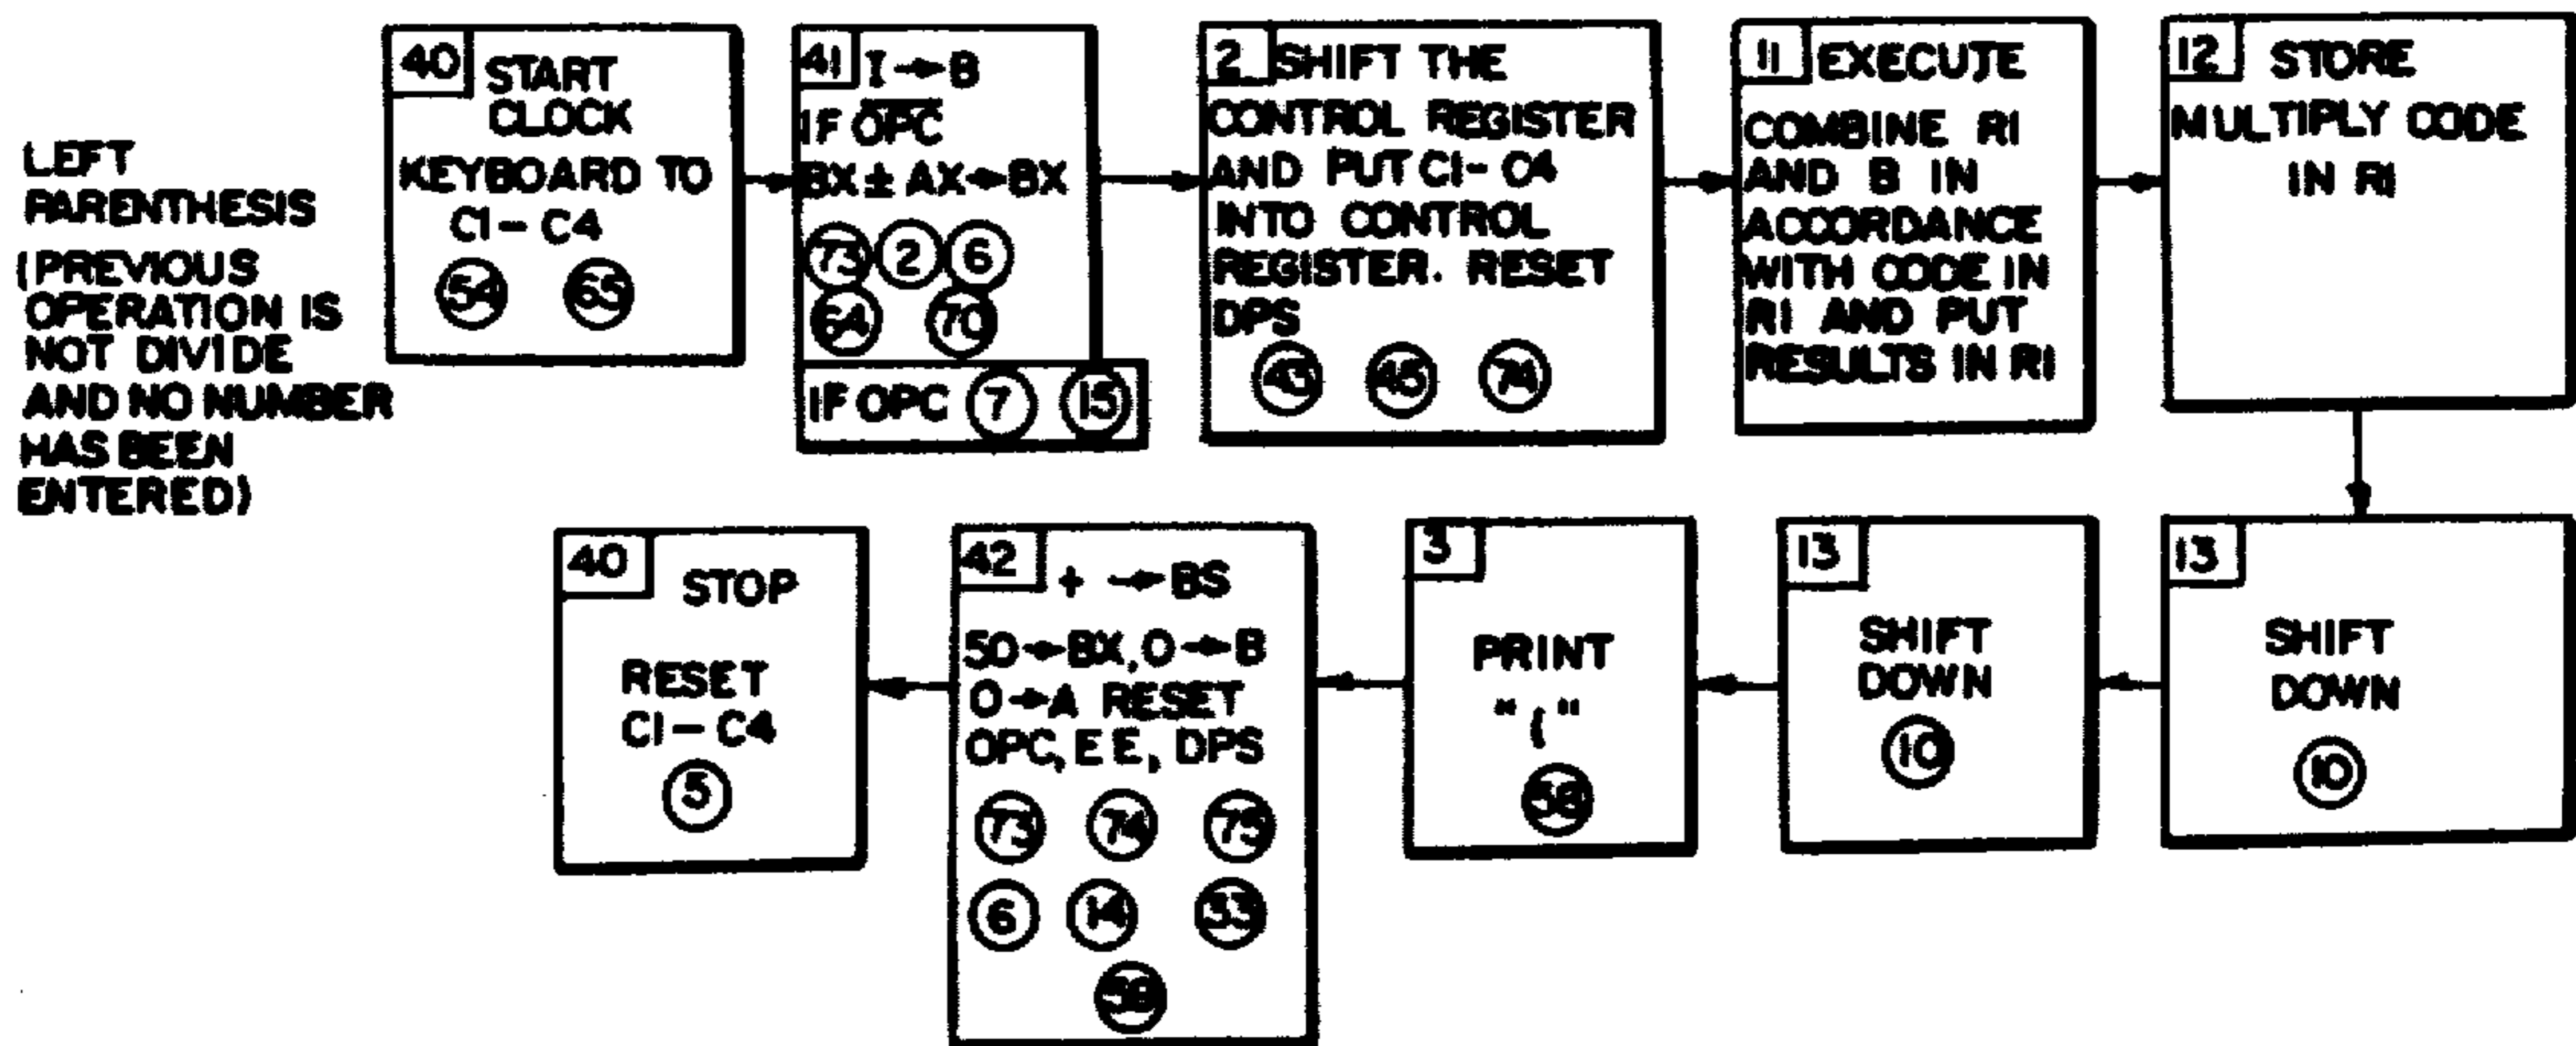 LEFT
PARENTHESIS
(PREVIOUS
OPERATION IS
NOT DIVIDE
AND NO NUMBER
HAS BEEN
ENTERED)
40 START
CLOCK
KEYBOARD TO
C1 - C4
54 65
41 I → B
IF O̅P̅C̅
BX ± AX → BX
73 2 6
64 70
IF OPC 7 15
2 SHIFT THE
CONTROL REGISTER
AND PUT C1 - C4
INTO CONTROL
REGISTER. RESET
DPS
43 45 74
11 EXECUTE
COMBINE R1
AND B IN
ACCORDANCE
WITH CODE IN
R1 AND PUT
RESULTS IN R1
12 STORE
MULTIPLY CODE
IN R1
13
SHIFT
DOWN
10
13
SHIFT
DOWN
10
3
PRINT
"("
42 + → BS
50 → BX, 0 → B
0 → A RESET
OPC, EE, DPS
73 74 75
6 14 33
40 STOP
RESET
C1 - C4
5